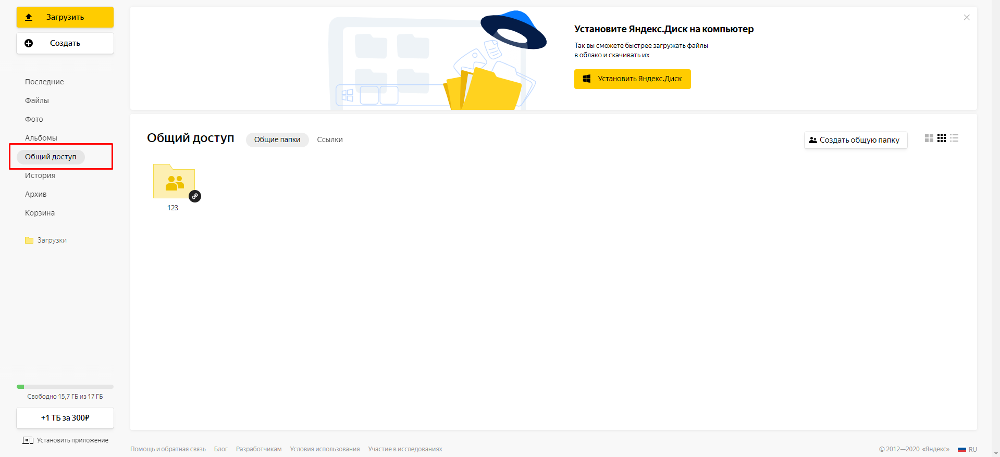 Загрузить
Создать
Последние
Файлы
Фото
Альбомы
Общий доступ
История
Архив
Корзина
Загрузки
Свободно 15,7 ГБ из 17 ГБ
+1 ТБ за 300₽
Установить приложение
Установите Яндекс.Диск на компьютер
Так вы сможете быстрее загружать файлы
в облако и скачивать их
Установить Яндекс.Диск
Общий доступ Общие папки Ссылки
Создать общую папку
123
Помощь и обратная связь Блог Разработчикам Условия использования Участие в исследованиях
© 2012—2020 «Яндекс» RU